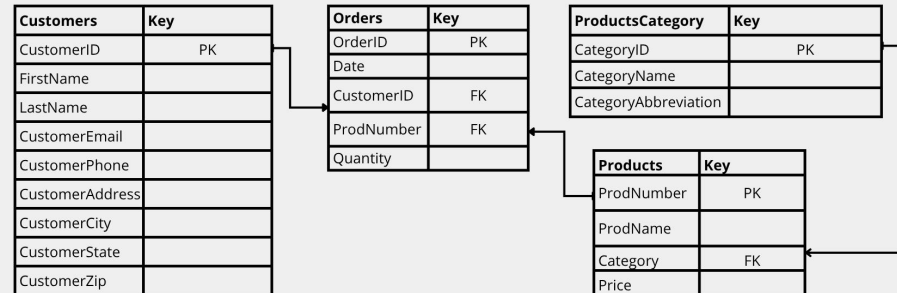 Customers Key
CustomerID PK
FirstName
LastName
CustomerEmail
CustomerPhone
CustomerAddress
CustomerCity
CustomerState
CustomerZip
Orders Key
OrderID PK
Date
CustomerID FK
ProdNumber FK
Quantity
ProductsCategory Key
CategoryID PK
CategoryName
CategoryAbbreviation
Products Key
ProdNumber PK
ProdName
Category FK
Price